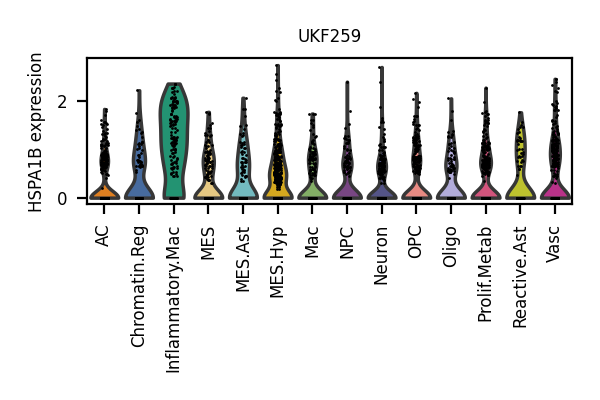 UKF259
HSPA1B expression
2
0
AC
Chromatin.Reg
Inflammatory.Mac
MES
MES.Ast
MES.Hyp
Mac
NPC
Neuron
OPC
Oligo
Prolif.Metab
Reactive.Ast
Vasc